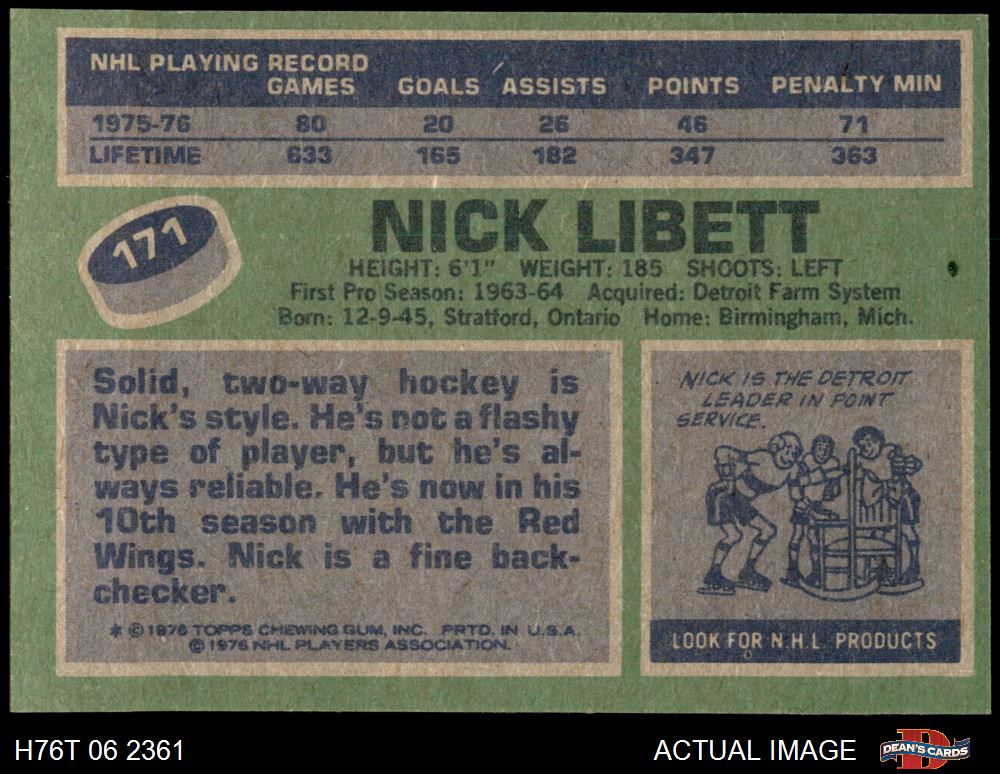 NHL PLAYING RECORD
GAMES GOALS ASSISTS POINTS PENALTY MIN
1975-76 80 20 26 46 71
LIFETIME 633 165 182 347 363
171
NICK LIBETT
HEIGHT: 6'1" WEIGHT: 185 SHOOTS: LEFT
First Pro Season: 1963-64 Acquired: Detroit Farm System
Born: 12-9-45, Stratford, Ontario Home: Birmingham, Mich.
Solid, two-way hockey is
Nick's style. He's not a flashy
type of player, but he's al-
ways reliable. He's now in his
10th season with the Red
Wings. Nick is a fine back-
checker.
* © 1976 TOPPS CHEWING GUM, INC. PRTD. IN U.S.A.
© 1976 NHL PLAYERS ASSOCIATION.
NICK IS THE DETROIT
LEADER IN POINT
SERVICE.
LOOK FOR N.H.L. PRODUCTS
H76T 06 2361
ACTUAL IMAGE
DEAN'S CARDS